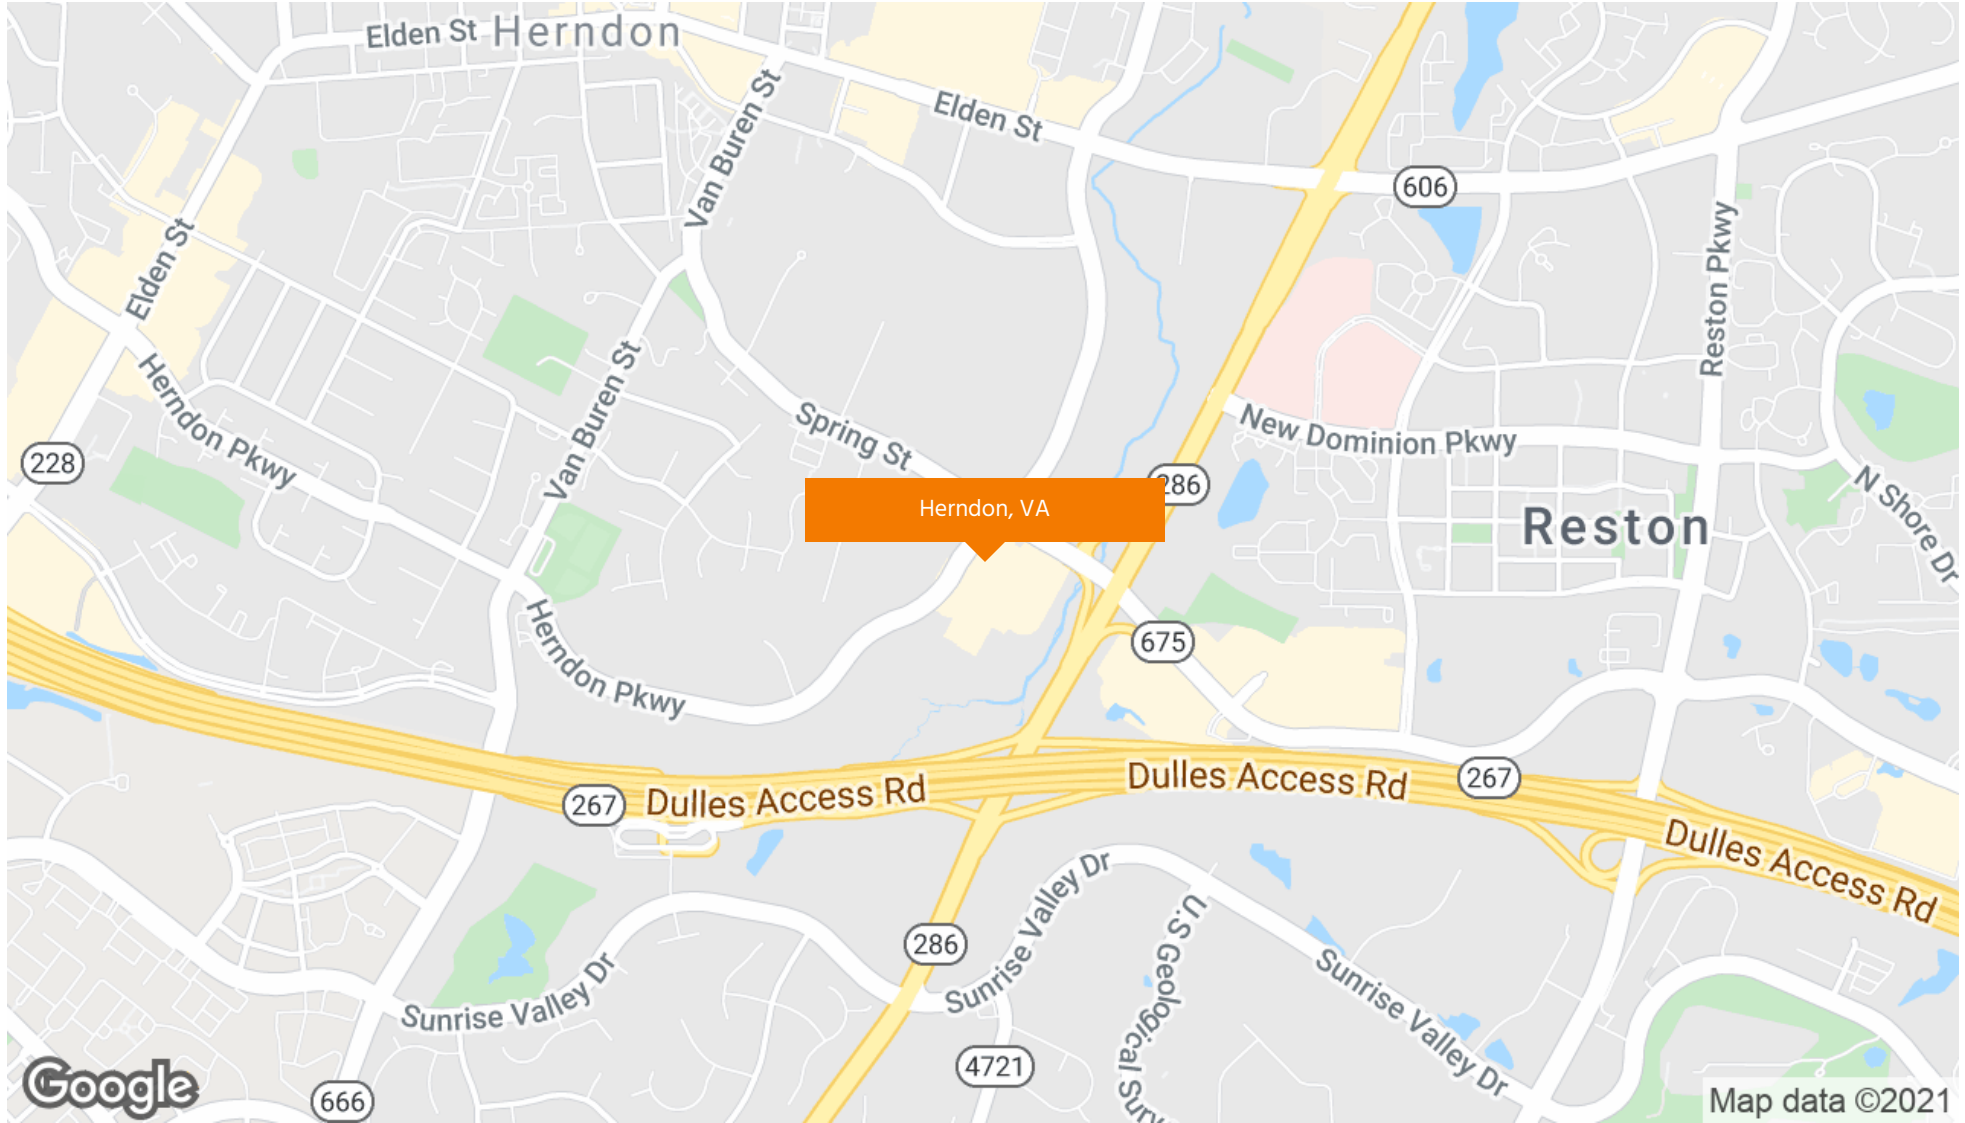 Elden St
Herndon
Van Buren St
Elden St
606
Elden St
Reston Pkwy
Herndon Pkwy
Van Buren St
Spring St
New Dominion Pkwy
228
286
N Shore Dr
Herndon, VA
Reston
Herndon Pkwy
675
267
Dulles Access Rd
Dulles Access Rd
267
Dulles Access Rd
Sunrise Valley Dr
286
Sunrise Valley Dr
U.S Geological Surv
Sunrise Valley Dr
4721
666
Google
Map data ©2021